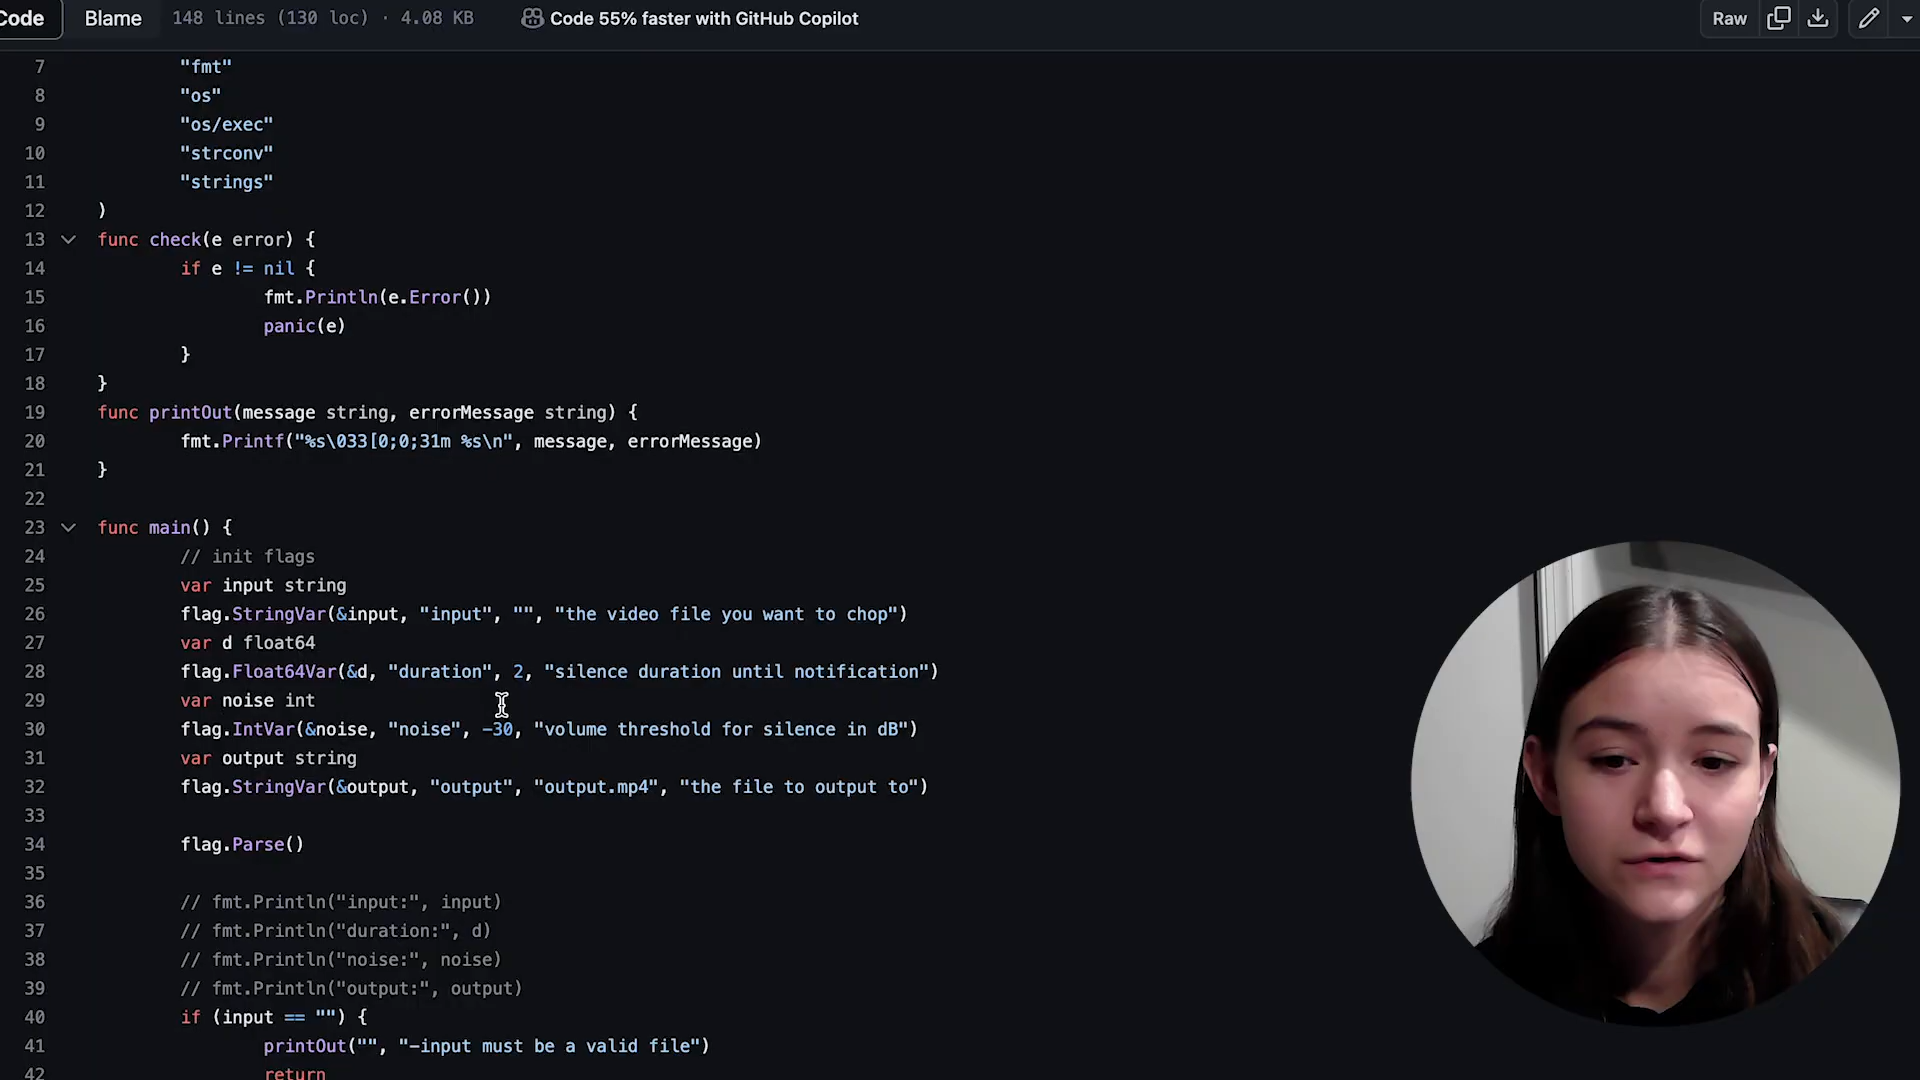 Code Blame 148 lines (130 loc) · 4.08 KB Code 55% faster with GitHub Copilot Raw
7 "fmt"
8 "os"
9 "os/exec"
10 "strconv"
11 "strings"
12 )
13 func check(e error) {
14 if e != nil {
15 fmt.Println(e.Error())
16 panic(e)
17 }
18 }
19 func printOut(message string, errorMessage string) {
20 fmt.Printf("%s\033[0;0;31m %s\n", message, errorMessage)
21 }
22
23 func main() {
24 // init flags
25 var input string
26 flag.StringVar(&input, "input", "", "the video file you want to chop")
27 var d float64
28 flag.Float64Var(&d, "duration", 2, "silence duration until notification")
29 var noise int
30 flag.IntVar(&noise, "noise", -30, "volume threshold for silence in dB")
31 var output string
32 flag.StringVar(&output, "output", "output.mp4", "the file to output to")
33
34 flag.Parse()
35
36 // fmt.Println("input:", input)
37 // fmt.Println("duration:", d)
38 // fmt.Println("noise:", noise)
39 // fmt.Println("output:", output)
40 if (input == "") {
41 printOut("", "-input must be a valid file")
42 return